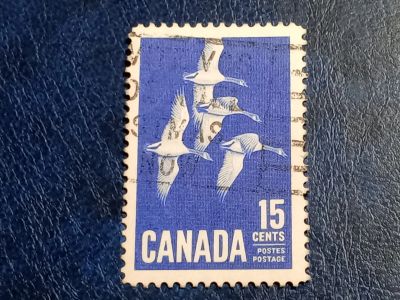 15
CENTS
CANADA
POSTES
POSTAGE